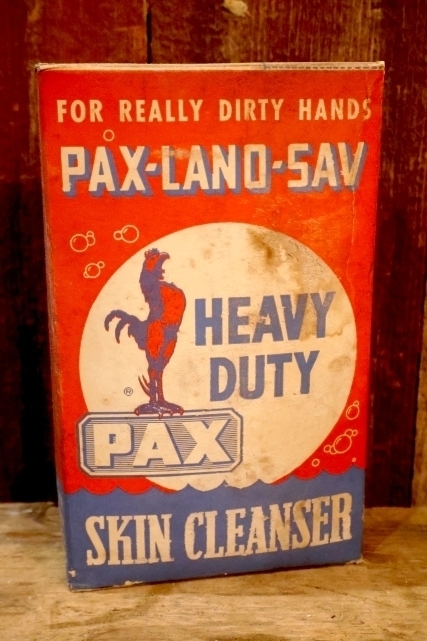 FOR REALLY DIRTY HANDS
PAX-LANO-SAV
HEAVY
DUTY
®
PAX
SKIN CLEANSER